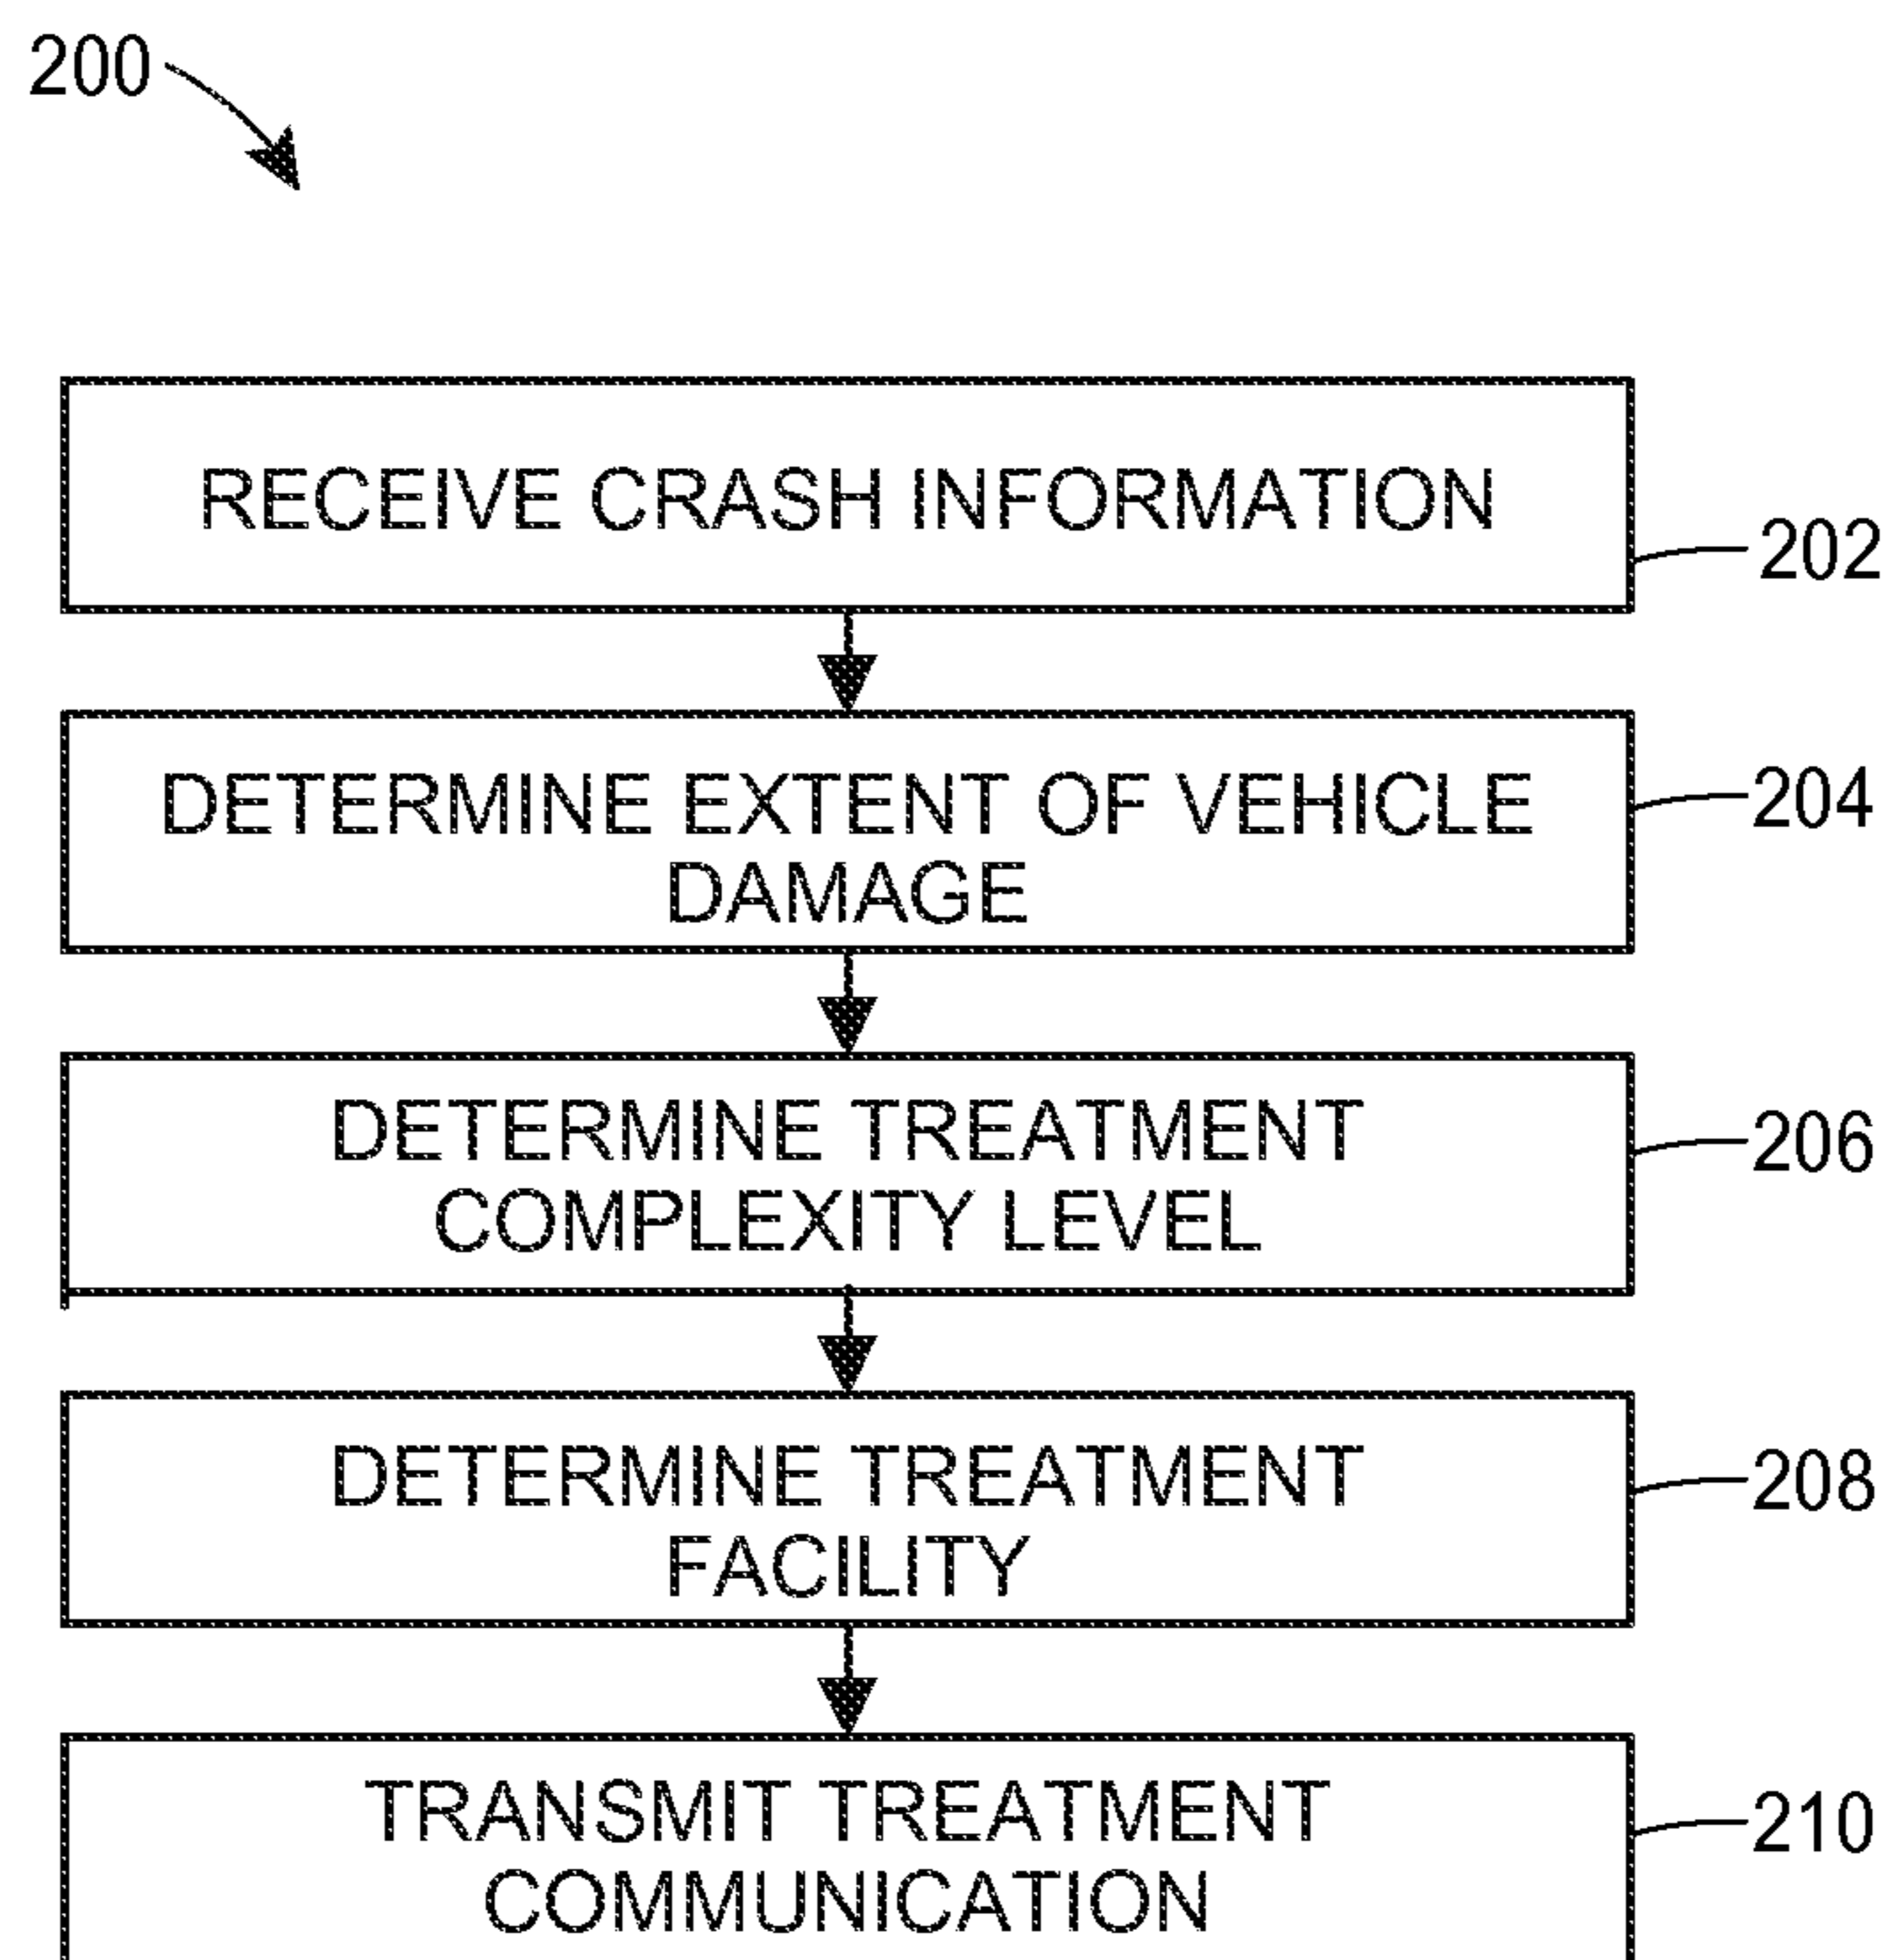 200
RECEIVE CRASH INFORMATION
202
DETERMINE EXTENT OF VEHICLE
DAMAGE
204
DETERMINE TREATMENT
COMPLEXITY LEVEL
206
DETERMINE TREATMENT
FACILITY
208
TRANSMIT TREATMENT
COMMUNICATION
210